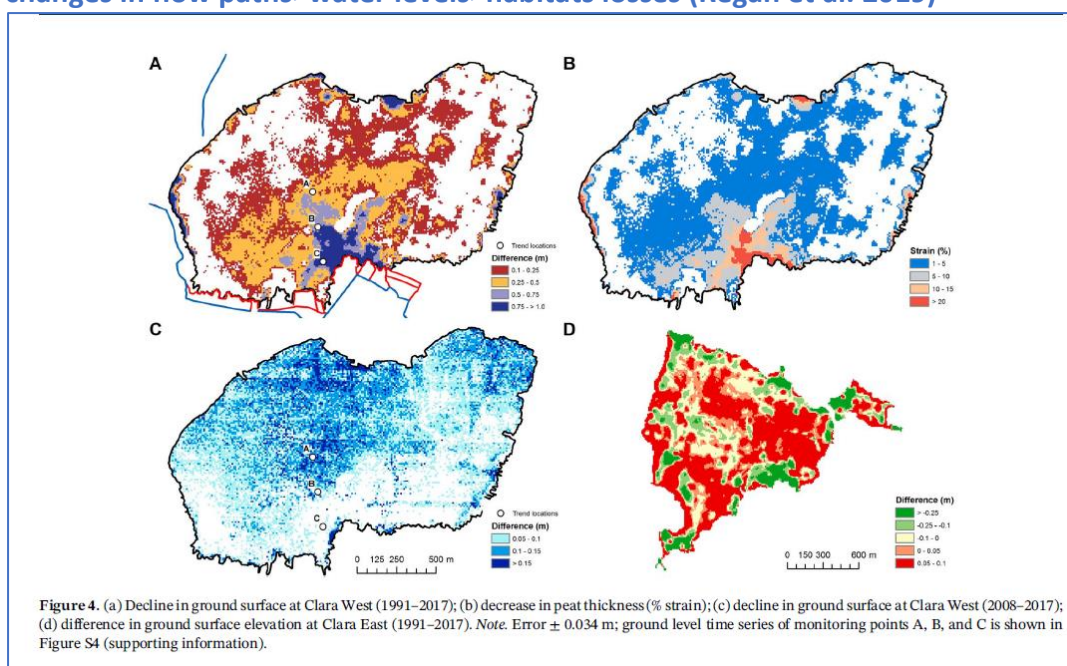 changes in flow paths, water levels, habitats losses (Regan et al. 2019)
A
B
A
B
C
Trend locations
Difference (m)
0.1 - 0.25
0.25 - 0.5
0.5 - 0.75
0.75 - > 1.0
Strain (%)
1 - 5
5 - 10
10 - 15
> 20
C
D
A
B
C
Trend locations
Difference (m)
0.05 - 0.1
0.1 - 0.15
> 0.15
0 125 250 500 m
Difference (m)
> -0.25
-0.25 - -0.1
-0.1 - 0
0 - 0.05
0.05 - 0.1
0 150 300 600 m
Figure 4. (a) Decline in ground surface at Clara West (1991–2017); (b) decrease in peat thickness (% strain); (c) decline in ground surface at Clara West (2008–2017);
(d) difference in ground surface elevation at Clara East (1991–2017). Note. Error ± 0.034 m; ground level time series of monitoring points A, B, and C is shown in
Figure S4 (supporting information).